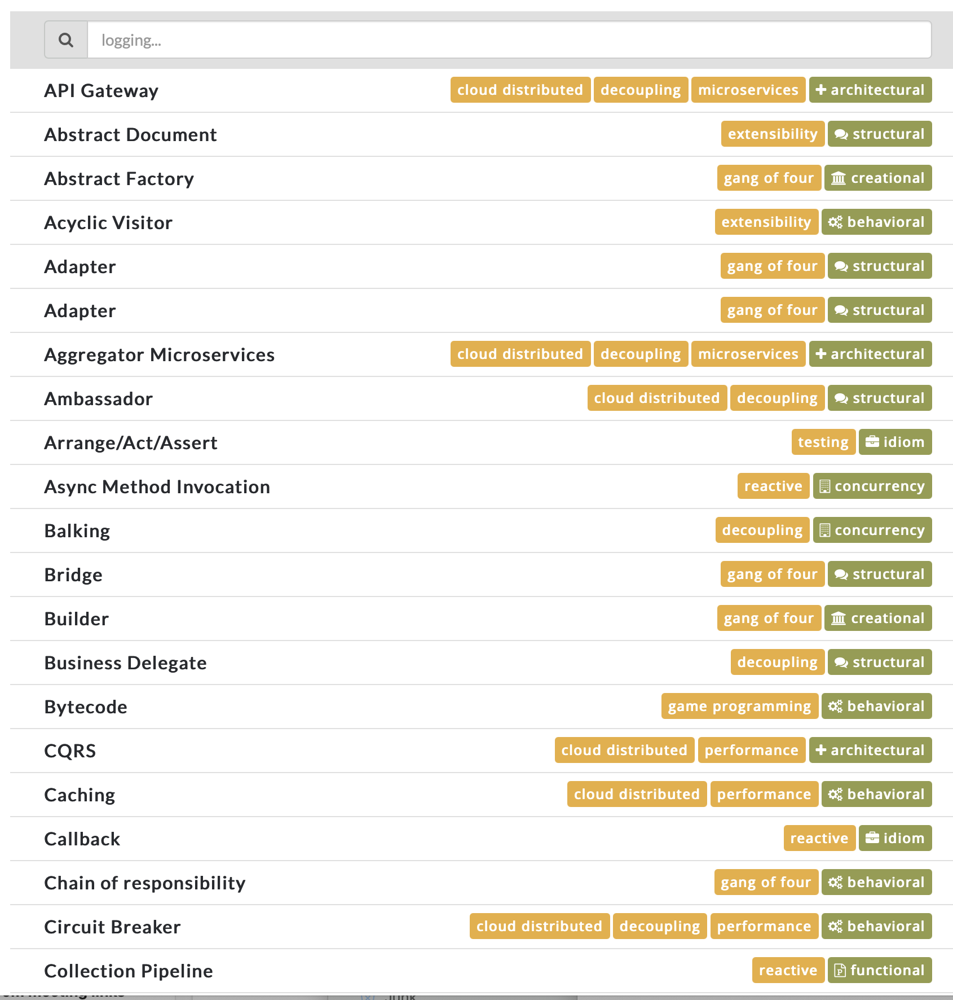 logging...
API Gateway cloud distributed decoupling microservices architectural
Abstract Document extensibility structural
Abstract Factory gang of four creational
Acyclic Visitor extensibility behavioral
Adapter gang of four structural
Adapter gang of four structural
Aggregator Microservices cloud distributed decoupling microservices architectural
Ambassador cloud distributed decoupling structural
Arrange/Act/Assert testing idiom
Async Method Invocation reactive concurrency
Balking decoupling concurrency
Bridge gang of four structural
Builder gang of four creational
Business Delegate decoupling structural
Bytecode game programming behavioral
CQRS cloud distributed performance architectural
Caching cloud distributed performance behavioral
Callback reactive idiom
Chain of responsibility gang of four behavioral
Circuit Breaker cloud distributed decoupling performance behavioral
Collection Pipeline reactive functional